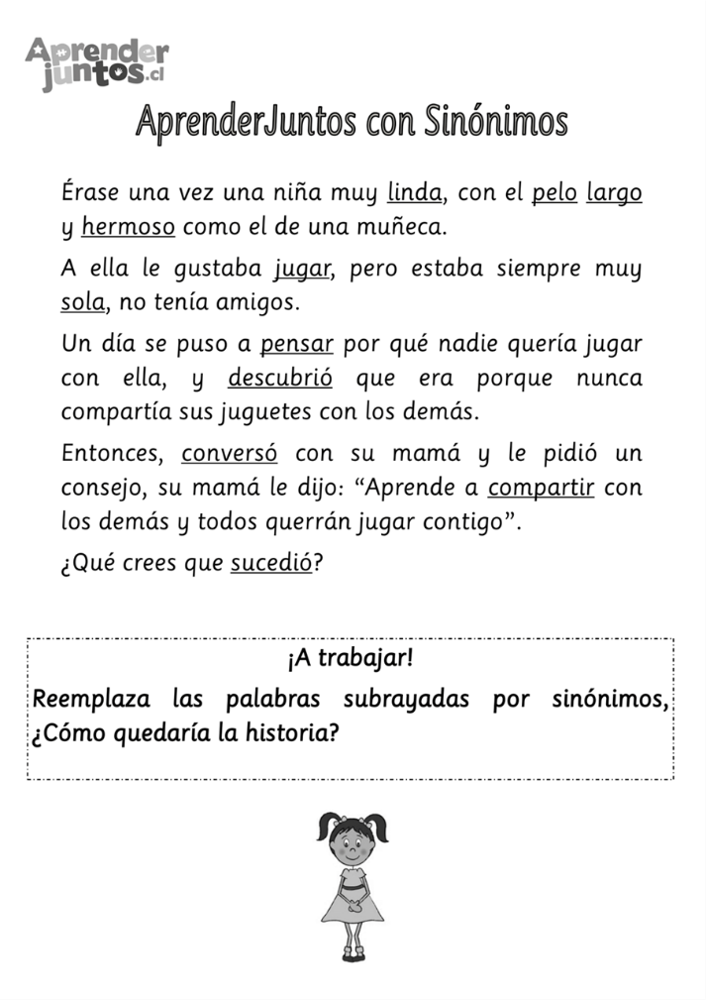 Aprender
juntos.cl
AprenderJuntos con Sinónimos
Érase una vez una niña muy linda, con el pelo largo
y hermoso como el de una muñeca.
A ella le gustaba jugar, pero estaba siempre muy
sola, no tenía amigos.
Un día se puso a pensar por qué nadie quería jugar
con ella, y descubrió que era porque nunca
compartía sus juguetes con los demás.
Entonces, conversó con su mamá y le pidió un
consejo, su mamá le dijo: “Aprende a compartir con
los demás y todos querrán jugar contigo”.
¿Qué crees que sucedió?
¡A trabajar!
Reemplaza las palabras subrayadas por sinónimos,
¿Cómo quedaría la historia?